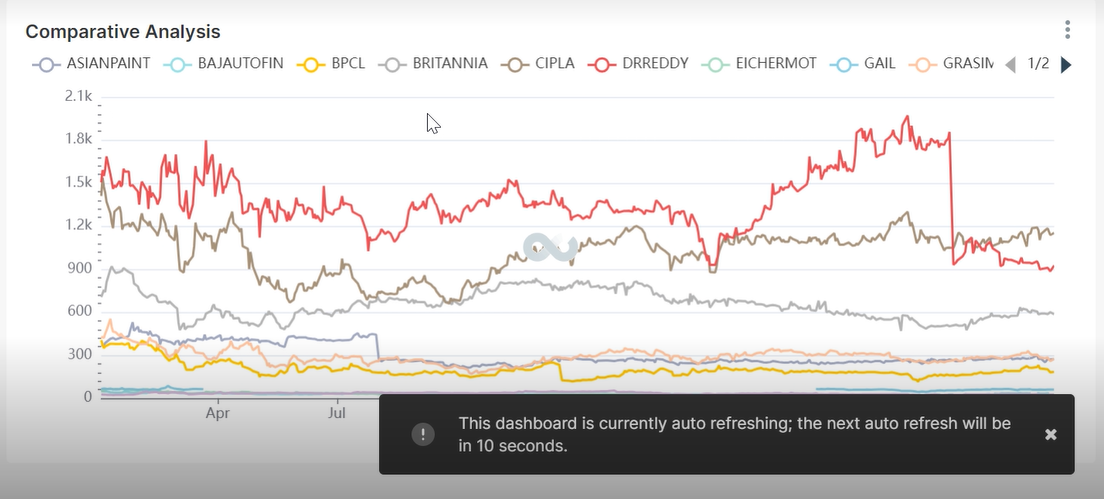 Comparative Analysis
ASIANPAINT BAJAUTOFIN BPCL BRITANNIA CIPLA DRREDDY EICHERMOT GAIL GRASIM 1/2
2.1k
1.8k
1.5k
1.2k
900
600
300
0
Apr Jul
This dashboard is currently auto refreshing; the next auto refresh will be
in 10 seconds.